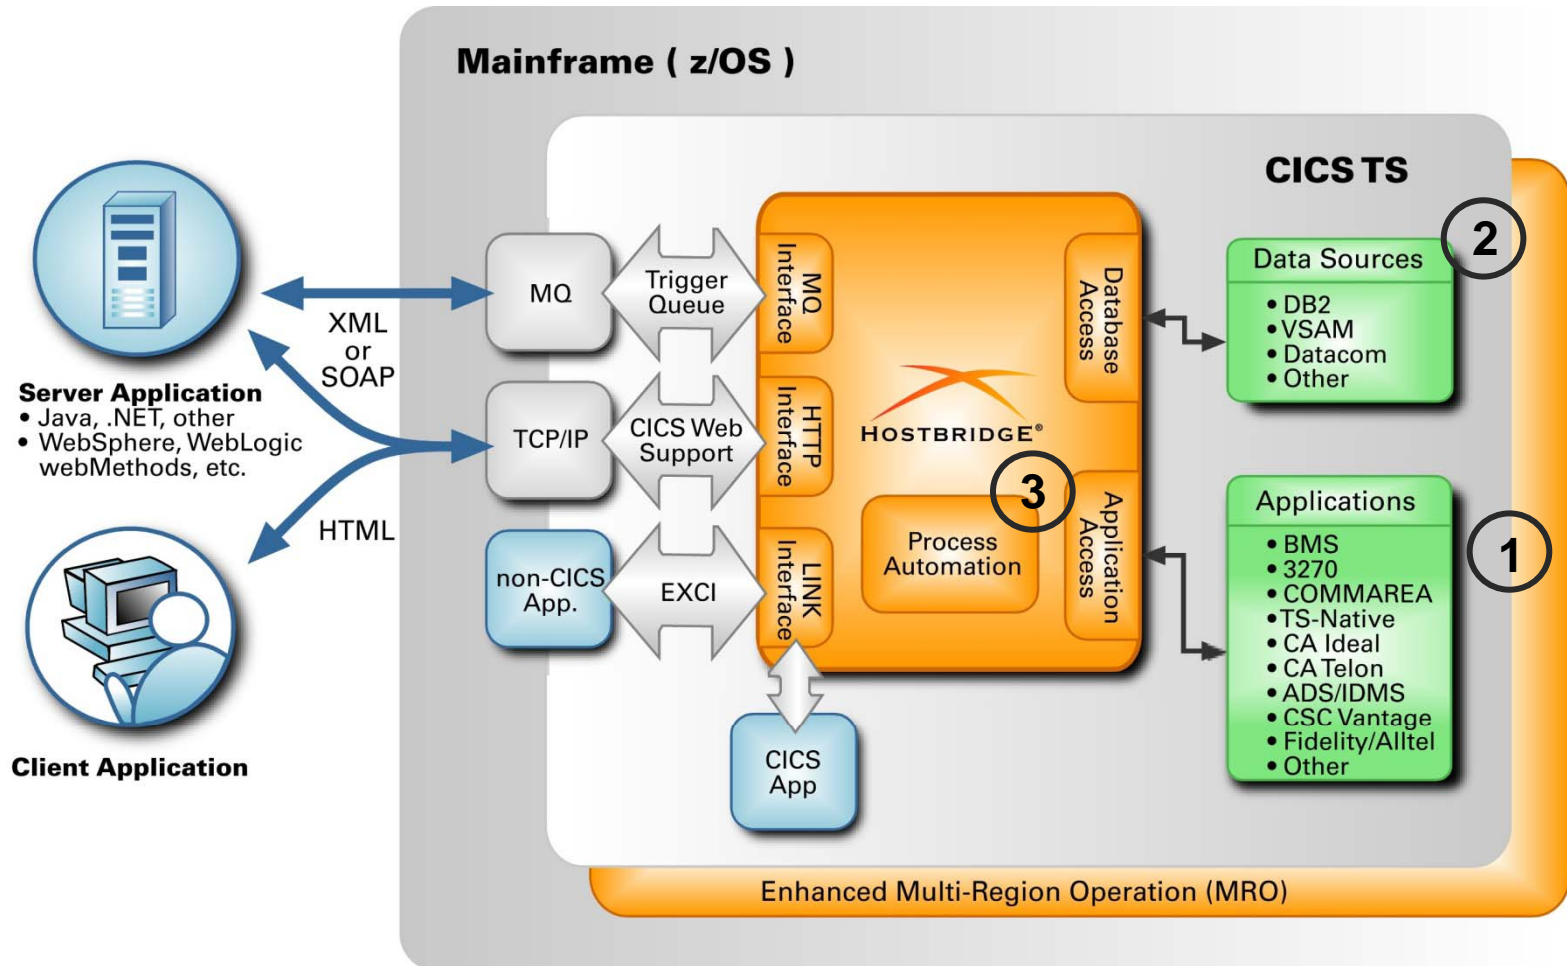 Mainframe ( z/OS )
CICS TS
Server Application
• Java, .NET, other
• WebSphere, WebLogic
webMethods, etc.
Client Application
XML
or
SOAP
HTML
MQ
TCP/IP
non-CICS
App.
Trigger
Queue
CICS Web
Support
EXCI
MQ
Interface
HTTP
Interface
LINK
Interface
CICS
App
HOSTBRIDGE®
3
Process
Automation
Database
Access
Application
Access
2
Data Sources
• DB2
• VSAM
• Datacom
• Other
1
Applications
• BMS
• 3270
• COMMAREA
• TS-Native
• CA Ideal
• CA Telon
• ADS/IDMS
• CSC Vantage
• Fidelity/Alltel
• Other
Enhanced Multi-Region Operation (MRO)